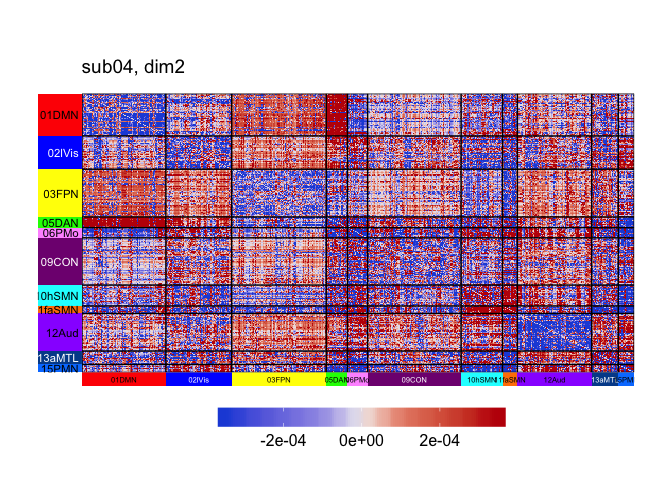 sub04, dim2
01DMN
02lVis
03FPN
05DAN
06PMo
09CON
10hSMN
12Aud
13aMTL
15PMN
01DMN 02lVis 03FPN 05DAN 06PMo 09CON 10hSMN 12Aud 13aMTL
-2e-04 0e+00 2e-04